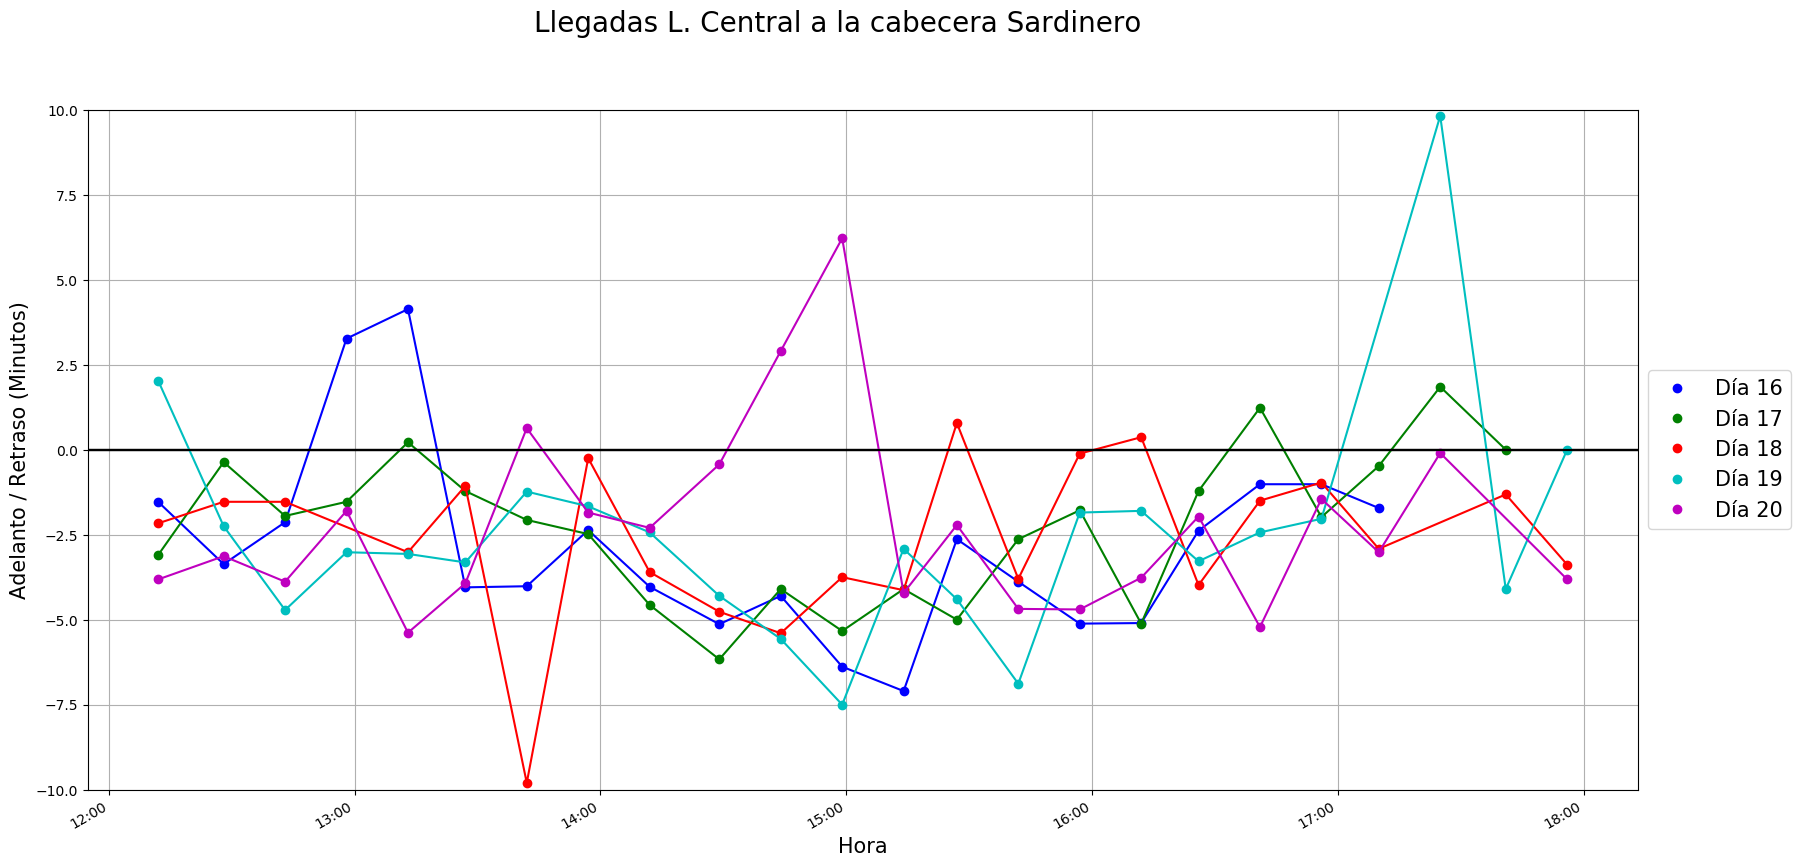 Llegadas L. Central a la cabecera Sardinero
Adelanto / Retraso (Minutos)
10.0
7.5
5.0
2.5
0.0
−2.5
−5.0
−7.5
−10.0
12:00
13:00
14:00
15:00
16:00
17:00
18:00
Hora
Día 16
Día 17
Día 18
Día 19
Día 20